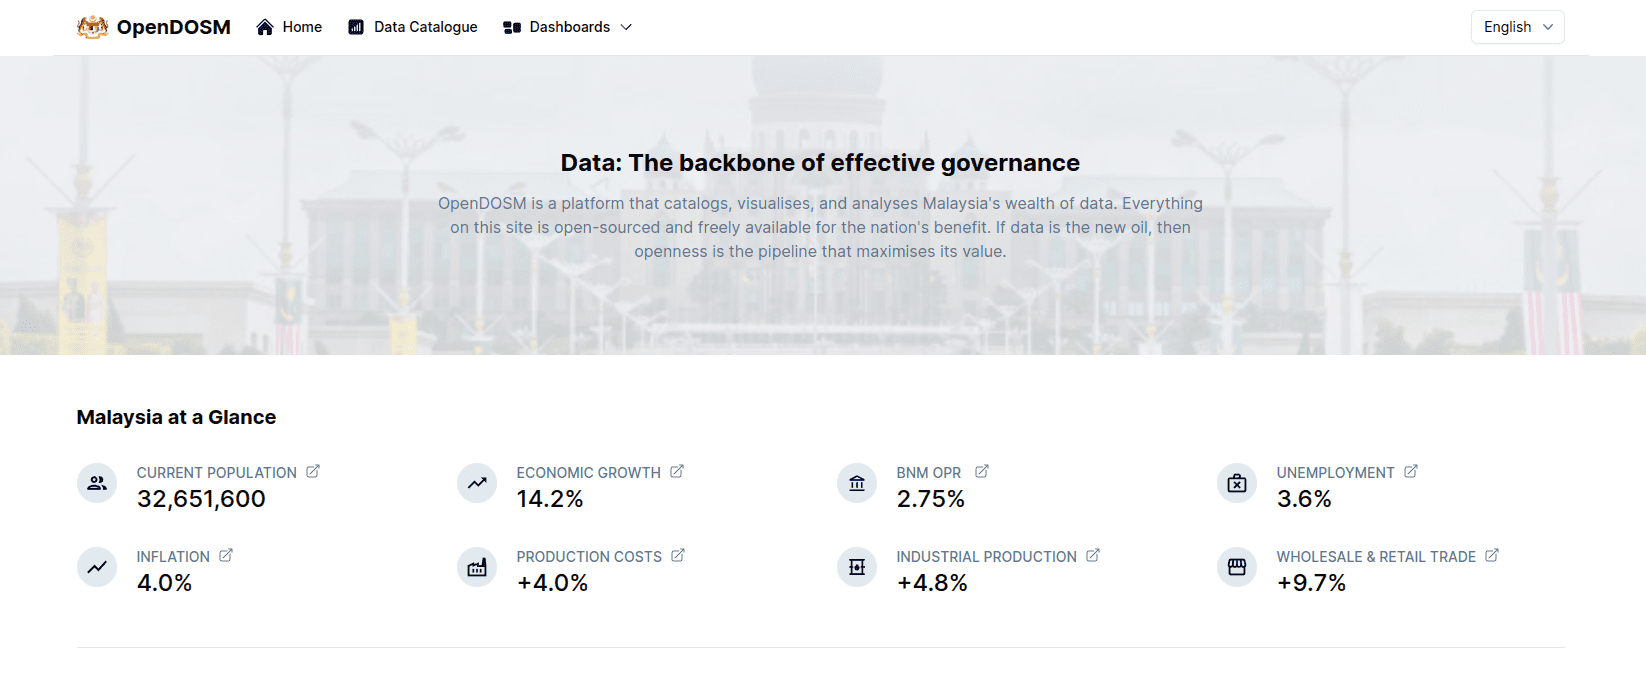 OpenDOSM Home Data Catalogue Dashboards English
Data: The backbone of effective governance
OpenDOSM is a platform that catalogs, visualises, and analyses Malaysia's wealth of data. Everything
on this site is open-sourced and freely available for the nation's benefit. If data is the new oil, then
openness is the pipeline that maximises its value.
Malaysia at a Glance
CURRENT POPULATION
32,651,600
ECONOMIC GROWTH
14.2%
BNM OPR
2.75%
UNEMPLOYMENT
3.6%
INFLATION
4.0%
PRODUCTION COSTS
+4.0%
INDUSTRIAL PRODUCTION
+4.8%
WHOLESALE & RETAIL TRADE
+9.7%